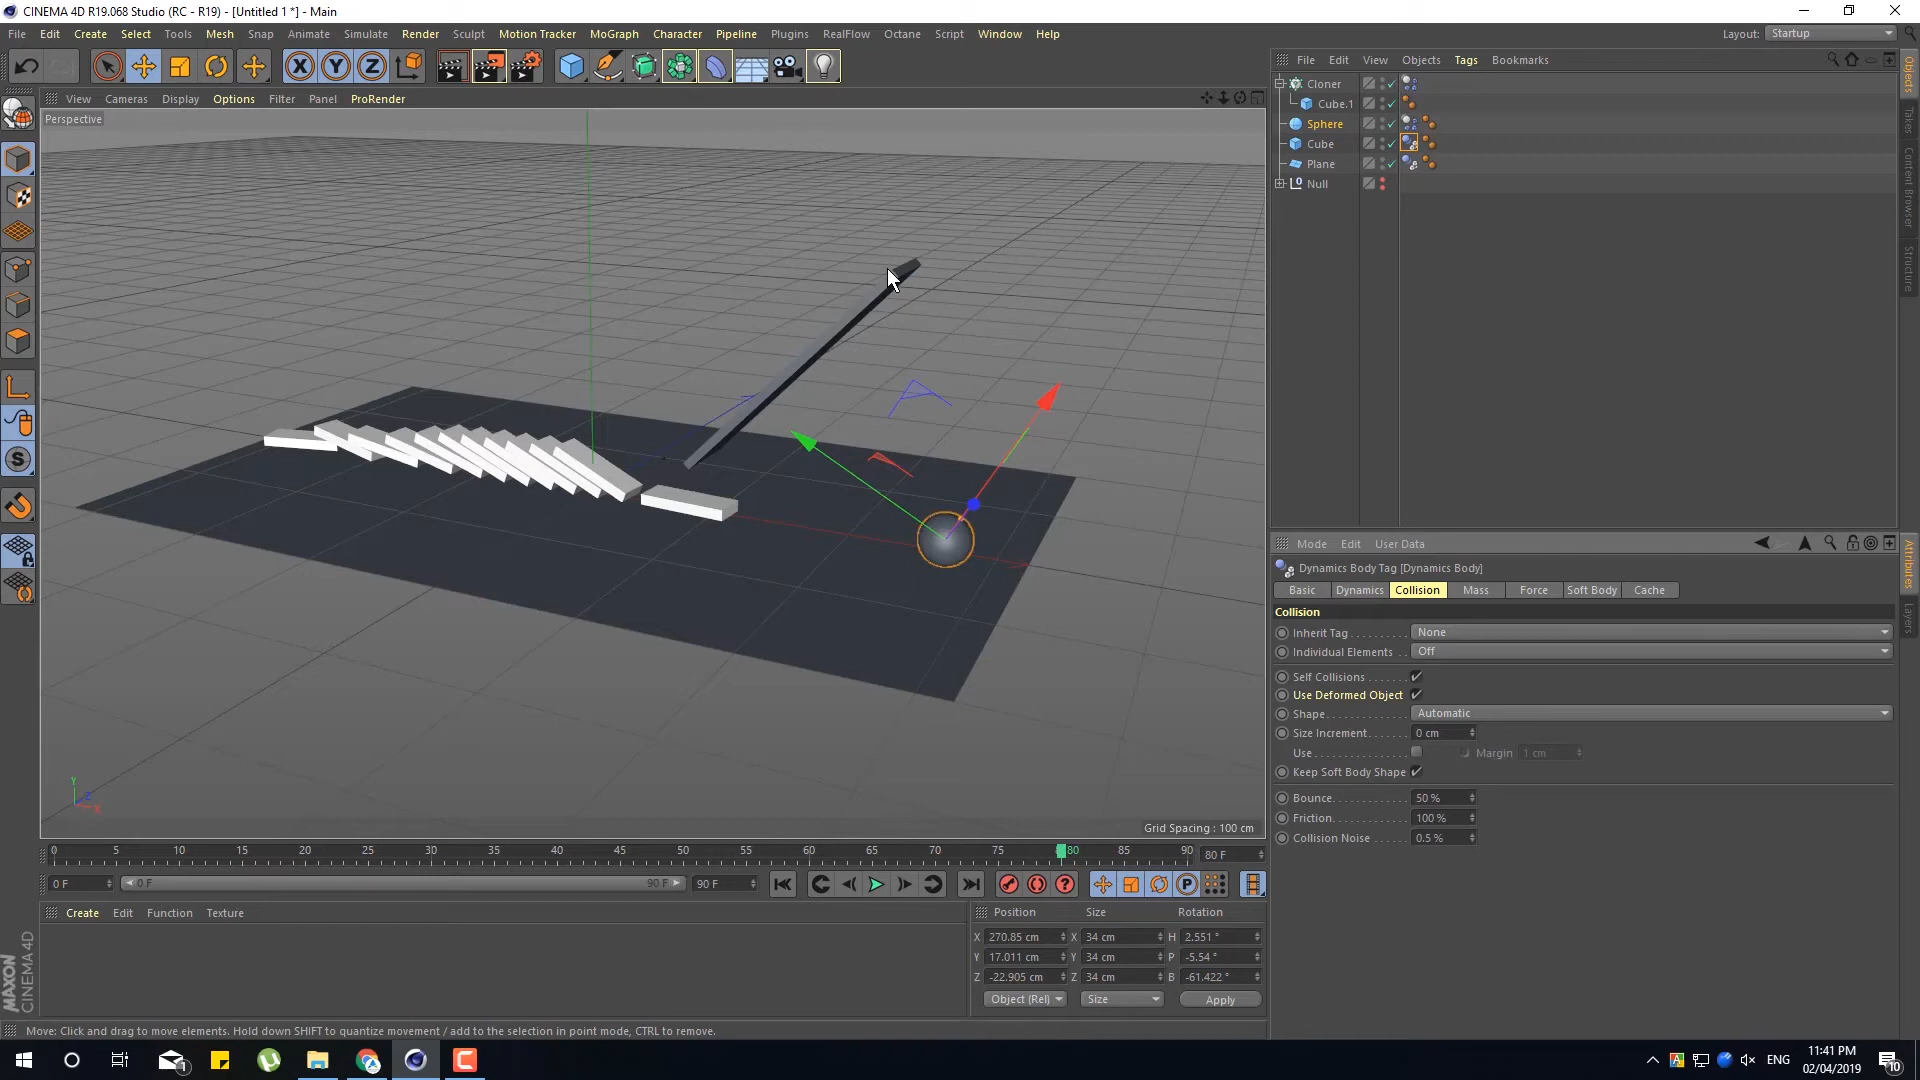 CINEMA 4D R19.068 Studio (RC - R19) - [Untitled 1 *] - Main
File Edit Create Select Tools Mesh Snap Animate Simulate Render Sculpt Motion Tracker MoGraph Character Pipeline Plugins RealFlow Octane Script Window Help
Layout: Startup
View Cameras Display Options Filter Panel ProRender
Perspective
File Edit View Objects Tags Bookmarks
Cloner
Cube.1
Sphere
Cube
Plane
Null
Objects
Takes
Content Browser
Structure
Mode Edit User Data
Dynamics Body Tag [Dynamics Body]
Basic Dynamics Collision Mass Force Soft Body Cache
Collision
Inherit Tag . . . . . . . . . None
Individual Elements . . Off
Self Collisions . . . . . . .
Use Deformed Object
Shape. . . . . . . . . . . . . Automatic
Size Increment. . . . . . . 0 cm
Use . . . . . . . . . . . . . . Margin 1 cm
Keep Soft Body Shape
Bounce. . . . . . . . . . . . 50 %
Friction. . . . . . . . . . . . 100 %
Collision Noise . . . . . . 0.5 %
Attributes
Layers
Grid Spacing : 100 cm
0 5 10 15 20 25 30 35 40 45 50 55 60 65 70 75 80 85 90 80 F
0 F 0 F 90 F 90 F
Create Edit Function Texture
Position Size Rotation
X 270.85 cm X 34 cm H 2.551 °
Y 17.011 cm Y 34 cm P -5.54 °
Z -22.905 cm Z 34 cm B -61.422 °
Object (Rel) Size Apply
MAXON
CINEMA 4D
Move: Click and drag to move elements. Hold down SHIFT to quantize movement / add to the selection in point mode, CTRL to remove.
ENG
11:41 PM
02/04/2019